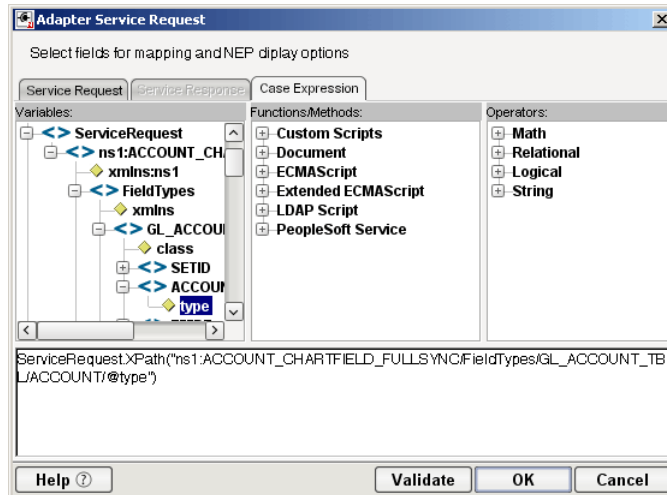 Adapter Service Request
Select fields for mapping and NEP diplay options
Service Request Service Response Case Expression
Variables: Functions/Methods: Operators:
ServiceRequest
ns1:ACCOUNT_CH
xmlns:ns1
FieldTypes
xmlns
GL_ACCOU
class
SETID
ACCOUN
type
Custom Scripts
Document
ECMAScript
Extended ECMAScript
LDAP Script
PeopleSoft Service
Math
Relational
Logical
String
ServiceRequest.XPath("ns1:ACCOUNT_CHARTFIELD_FULLSYNC/FieldTypes/GL_ACCOUNT_TB
L/ACCOUNT/@type")
Help ? Validate OK Cancel